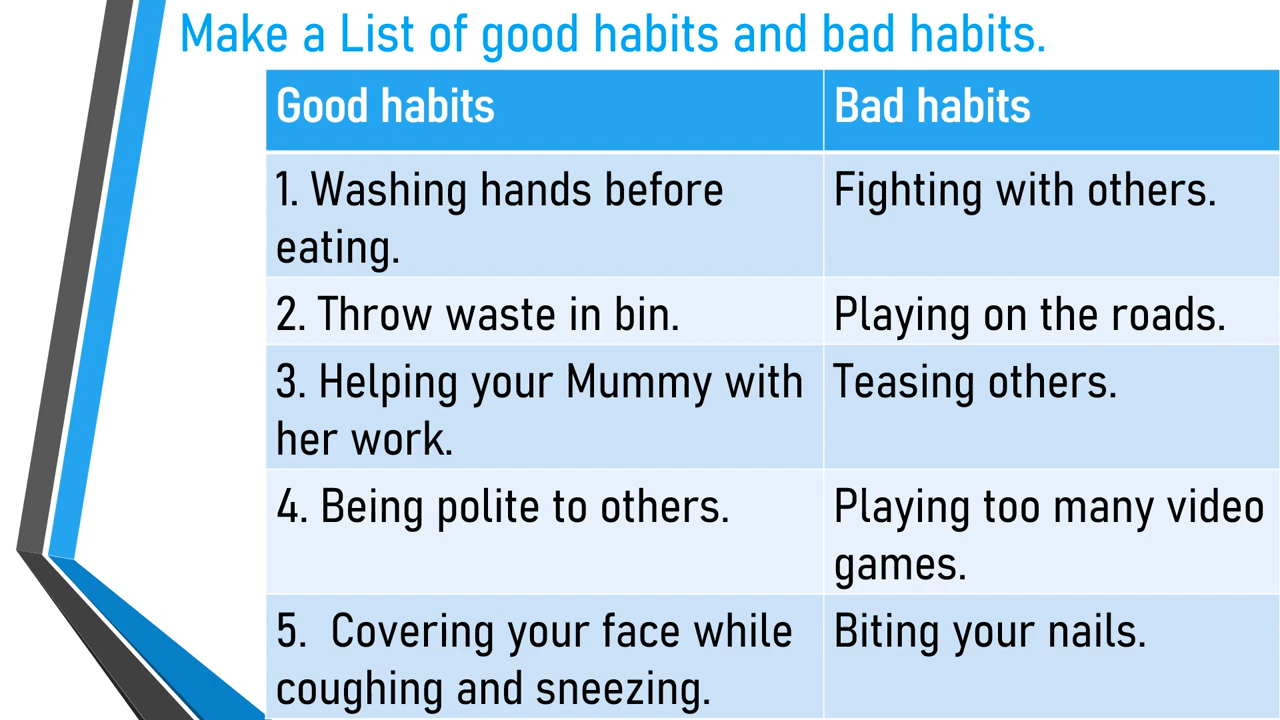 Make a List of good habits and bad habits.
Good habits
Bad habits
1. Washing hands before
eating.
Fighting with others.
2. Throw waste in bin.
Playing on the roads.
3. Helping your Mummy with
her work.
Teasing others.
4. Being polite to others.
Playing too many video
games.
5.  Covering your face while
coughing and sneezing.
Biting your nails.